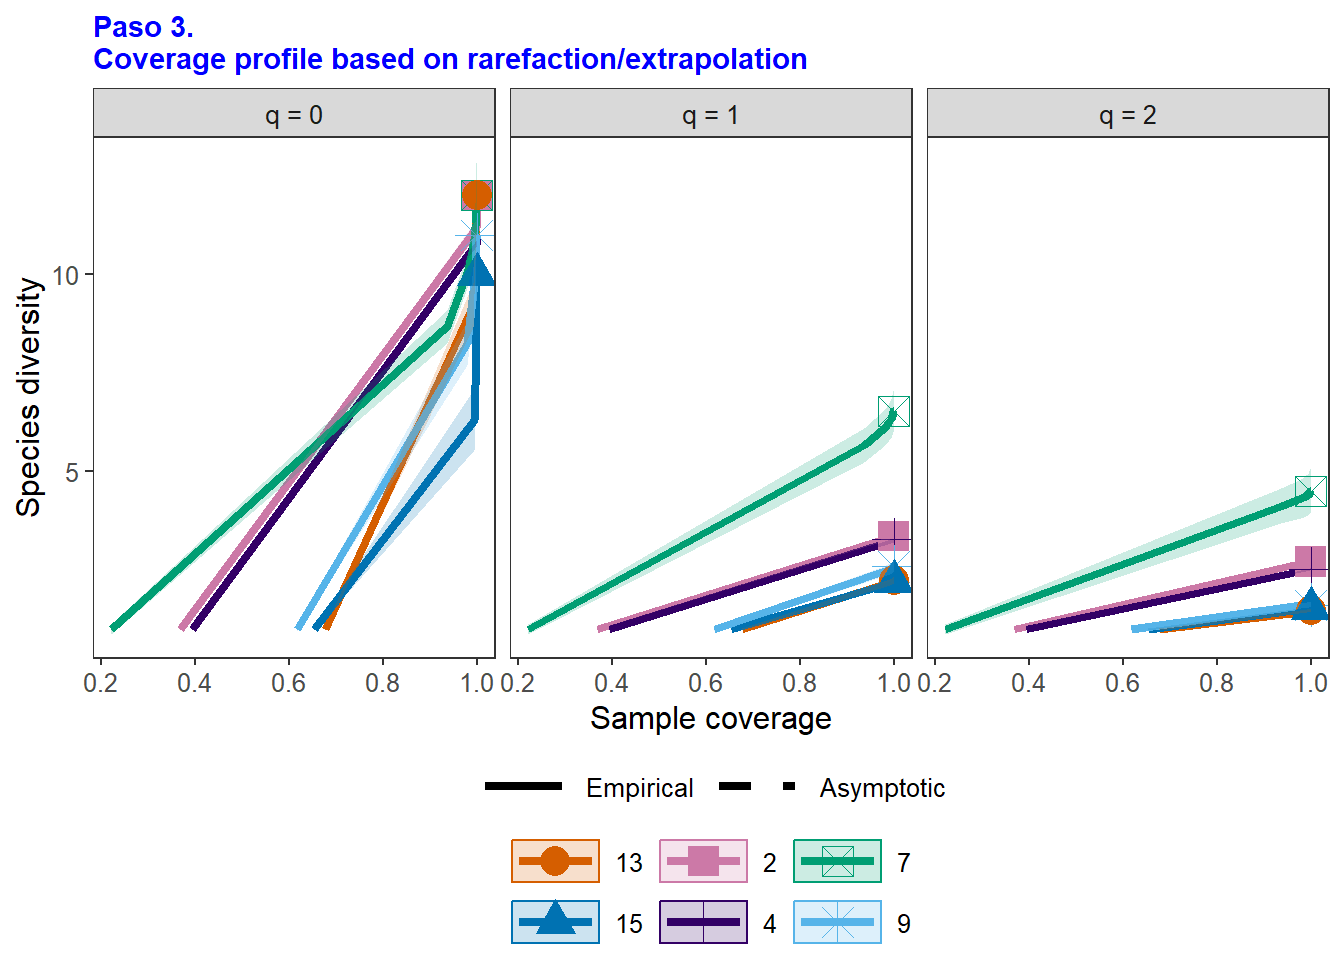 Paso 3.
Coverage profile based on rarefaction/extrapolation
q = 0
q = 1
q = 2
Species diversity
10
5
0.2 0.4 0.6 0.8 1.0
0.2 0.4 0.6 0.8 1.0
0.2 0.4 0.6 0.8 1.0
Sample coverage
Empirical Asymptotic
13 2 7
15 4 9